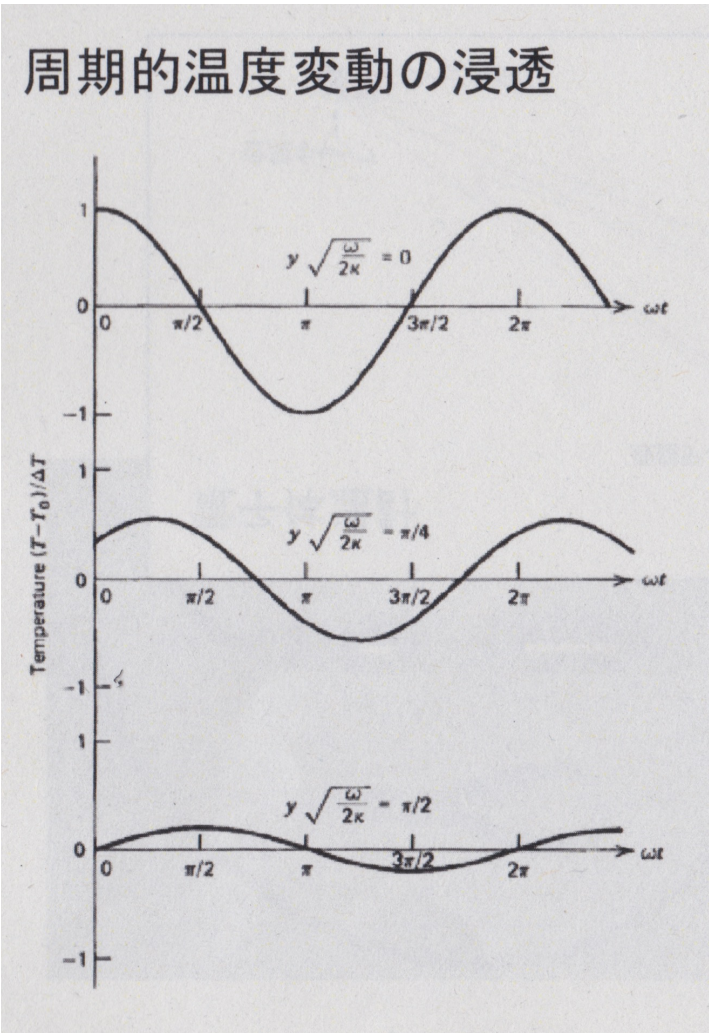 周期的温度変動の浸透
Temperature (T−T₀)/ΔT
1
y √(ω/2κ) = 0
0
0
π/2
π
3π/2
2π
ωt
−1
1
y √(ω/2κ) = π/4
0
0
π/2
π
3π/2
2π
ωt
−1
1
y √(ω/2κ) = π/2
0
0
π/2
π
3π/2
2π
ωt
−1